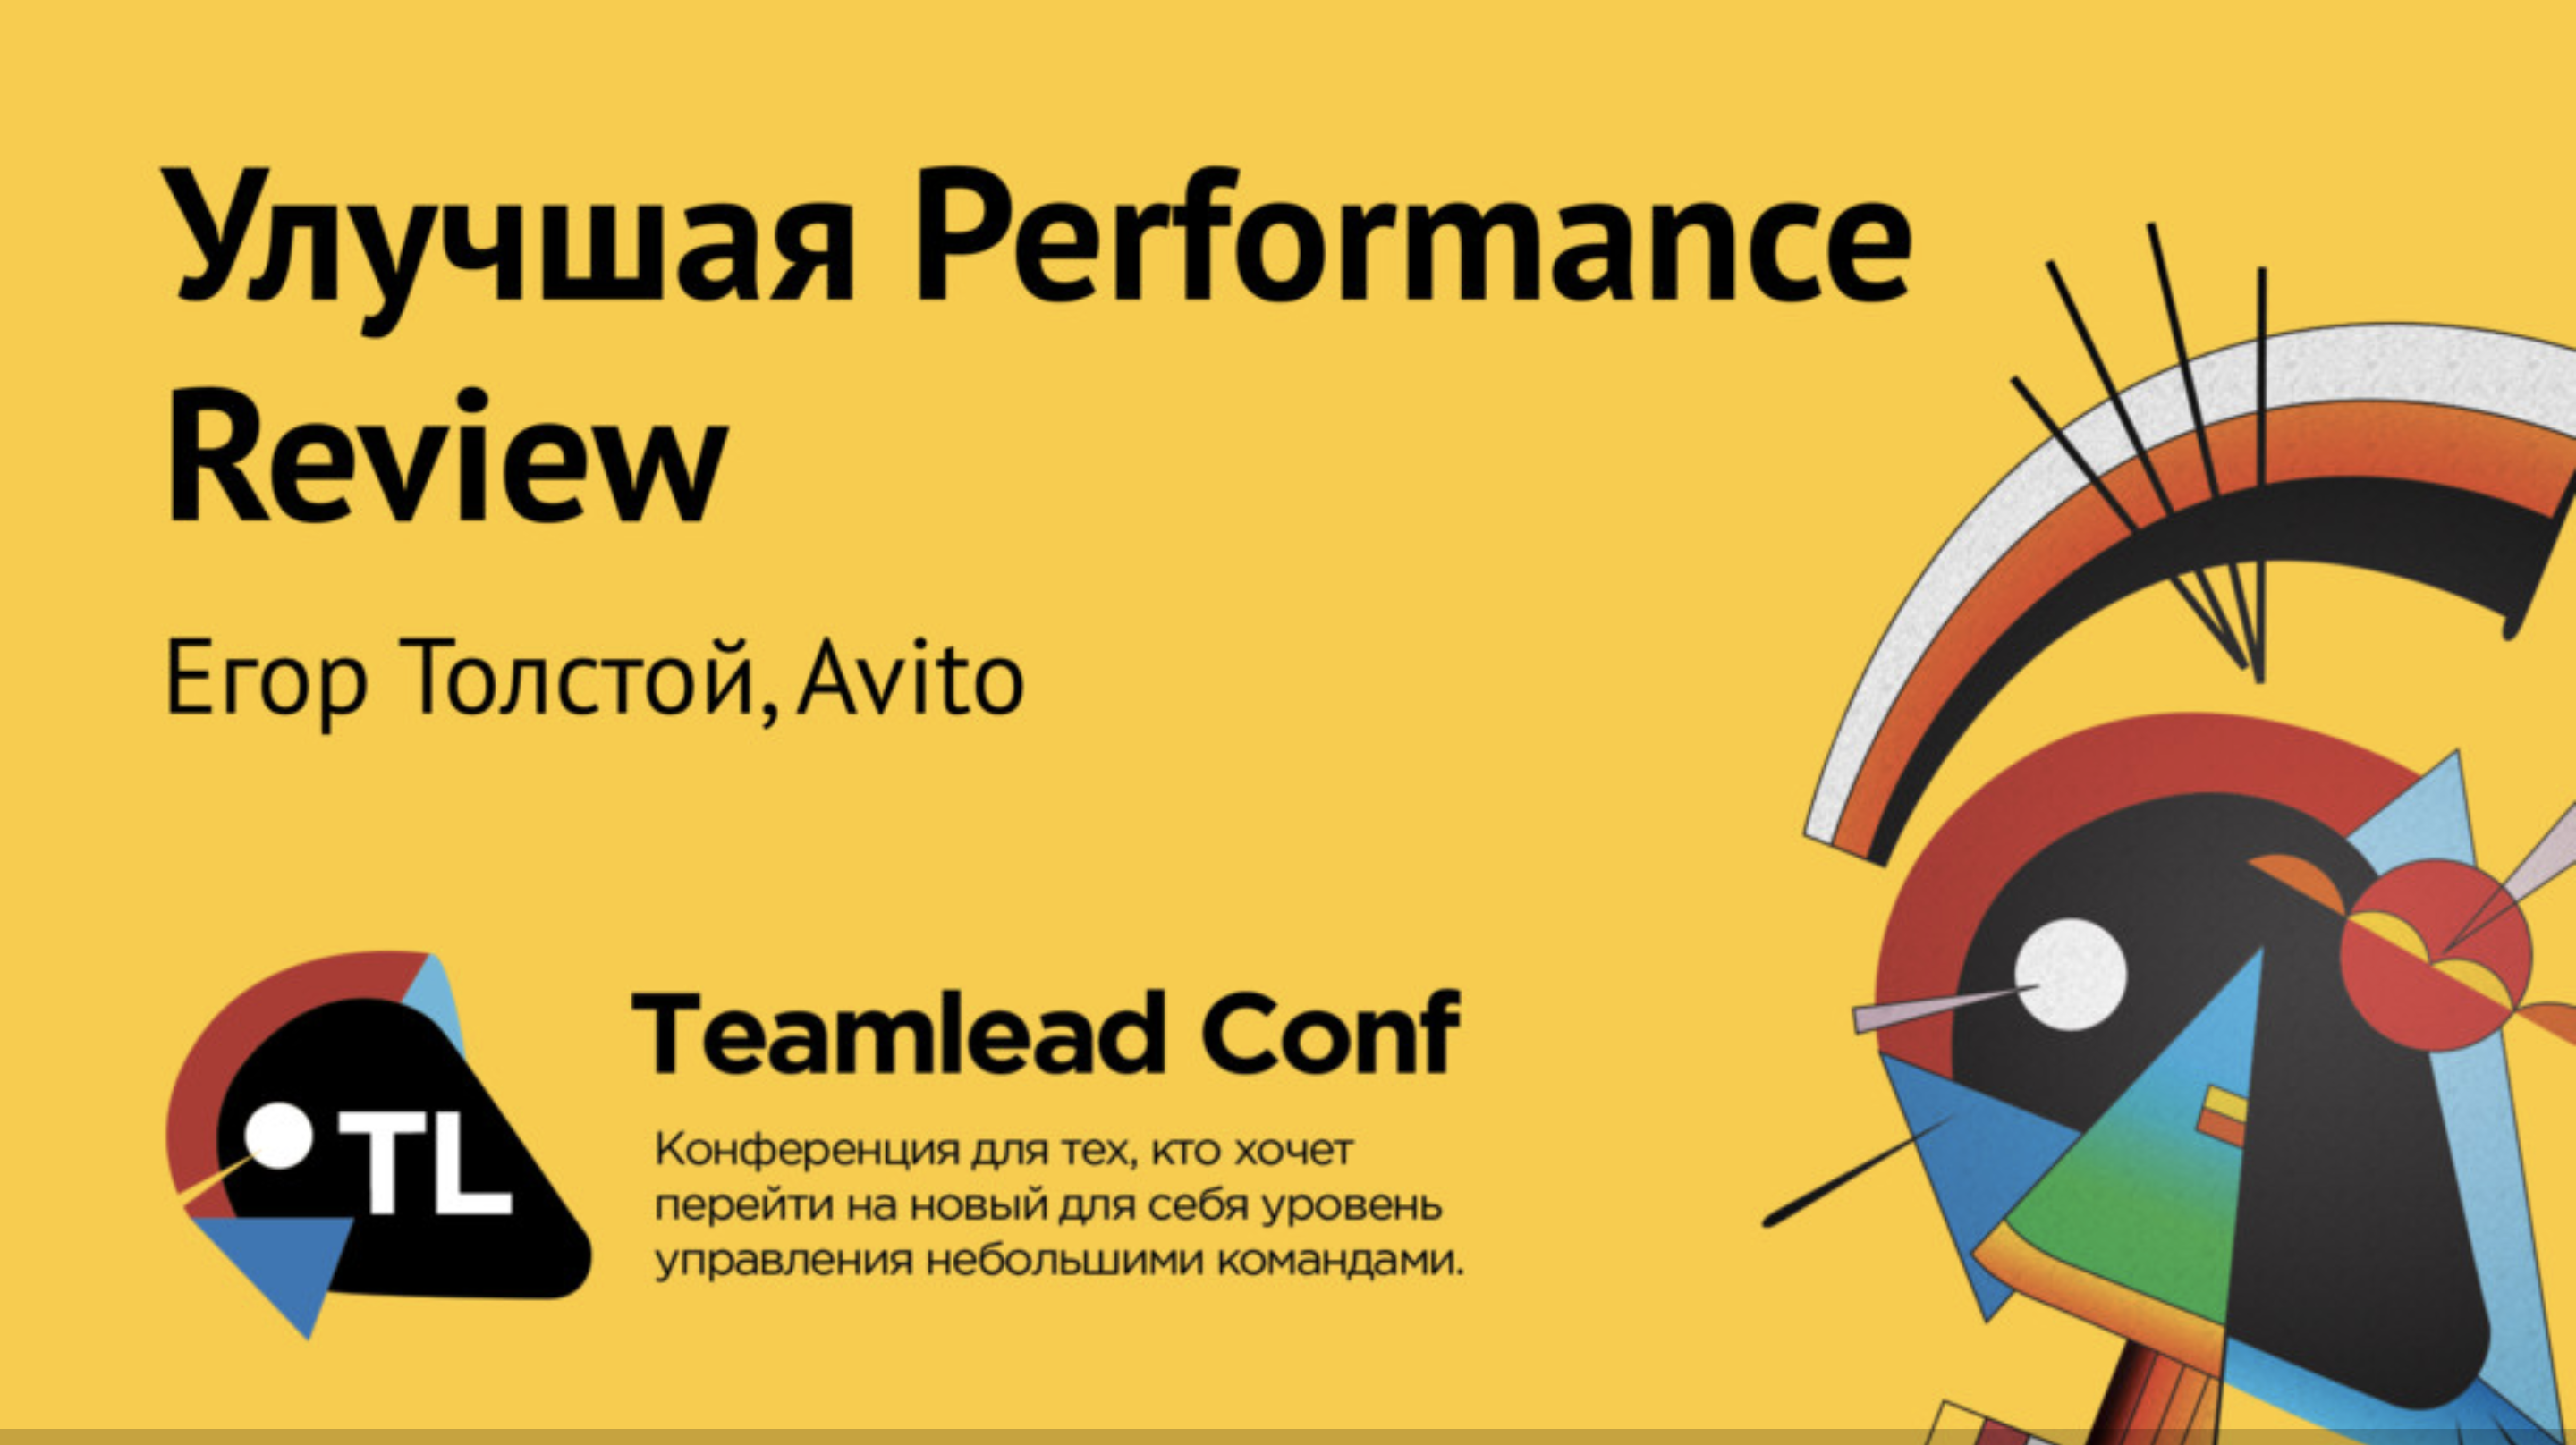 Улучшая Performance
Review
Егор Толстой, Avito
TL
Teamlead Conf
Конференция для тех, кто хочет
перейти на новый для себя уровень
управления небольшими командами.